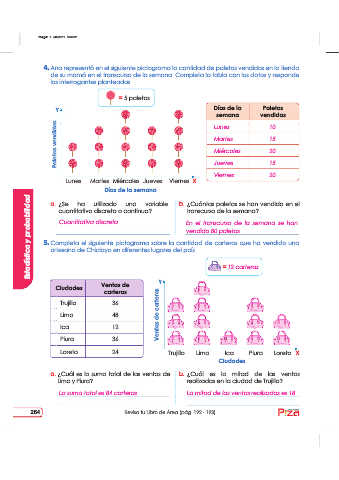 4. Ana representó en el siguiente pictograma la cantidad de paletas vendidas en la tienda
de su mamá en el transcurso de la semana. Completa la tabla con los datos y responde
las interrogantes planteadas.
= 5 paletas
Y
Paletas vendidas
Lunes Martes Miércoles Jueves Viernes X
Días de la semana
Días de la semana Paletas vendidas
Lunes 10
Martes 15
Miércoles 20
Jueves 15
Viernes 20
a. ¿Se ha utilizado una variable
cuantitativa discreta o continua?
Cuantitativa discreta
b. ¿Cuántas paletas se han vendido en el
transcurso de la semana?
En el transcurso de la semana se han
vendido 80 paletas
5. Completa el siguiente pictograma sobre la cantidad de carteras que ha vendido una
artesana de Chiclayo en diferentes lugares del país.
= 12 carteras
Ciudades Ventas de carteras
Trujillo 36
Lima 48
Ica 12
Piura 36
Loreto 24
Y
Ventas de carteras
Trujillo Lima Ica Piura Loreto X
Ciudades
a. ¿Cuál es la suma total de las ventas de
Lima y Piura?
La suma total es 84 carteras
b. ¿Cuál es la mitad de las ventas
realizadas en la ciudad de Trujillo?
La mitad de las ventas realizadas es 18
Estadística y probabilidad
264
Revisa tu Libro de Área (pág. 192 - 193)